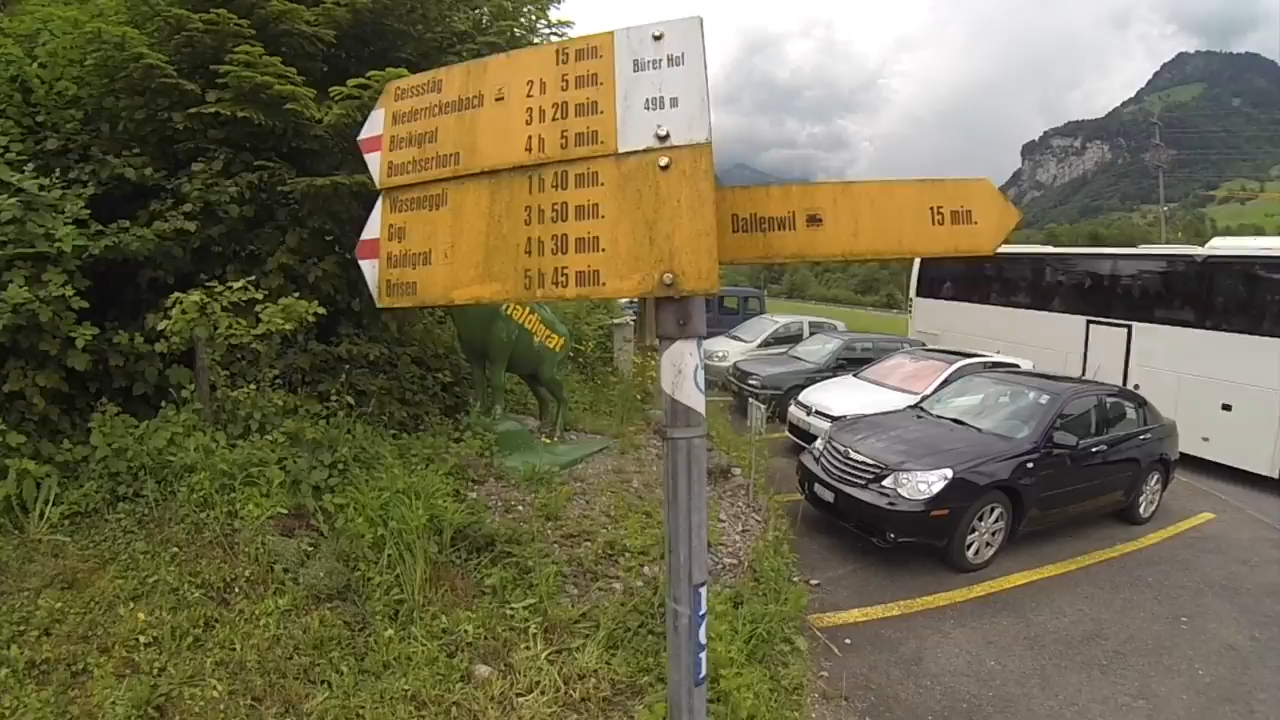 Geissstäg 15 min.
Niederrickenbach 2 h 5 min.
Bleikigrat 3 h 20 min.
Buochserhorn 4 h 5 min.
Bürer Hof
498 m
Waseneggli 1 h 40 min.
Gigi 3 h 50 min.
Haldigrat 4 h 30 min.
Brisen 5 h 45 min.
Dallenwil 15 min.
Haldigrat